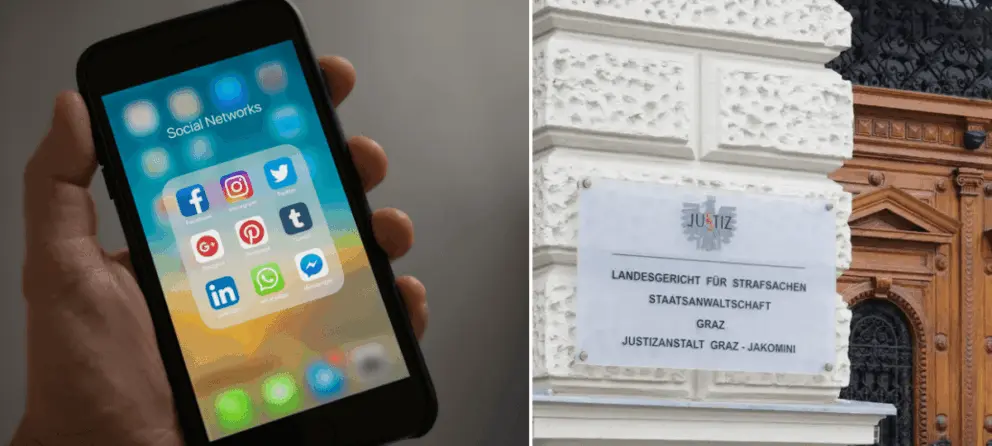 Social Networks
JUSTIZ
LANDESGERICHT FÜR STRAFSACHEN
STAATSANWALTSCHAFT
GRAZ
JUSTIZANSTALT GRAZ - JAKOMINI